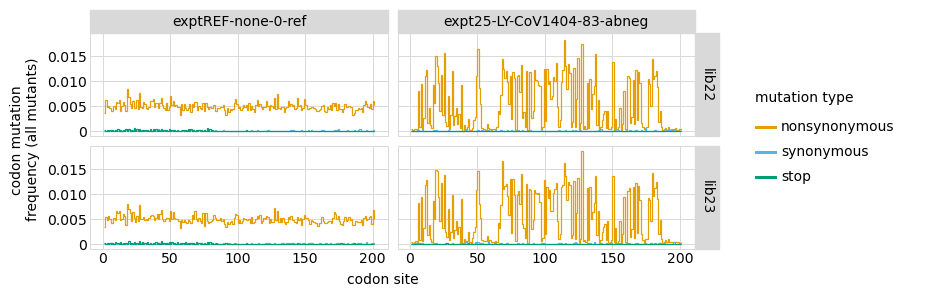 exptREF-none-0-ref
expt25-LY-CoV1404-83-abneg
codon mutation
frequency (all mutants)
0.015
0.010
0.005
0
lib22
0.015
0.010
0.005
0
lib23
0
50
100
150
200
0
50
100
150
200
codon site
mutation type
nonsynonymous
synonymous
stop